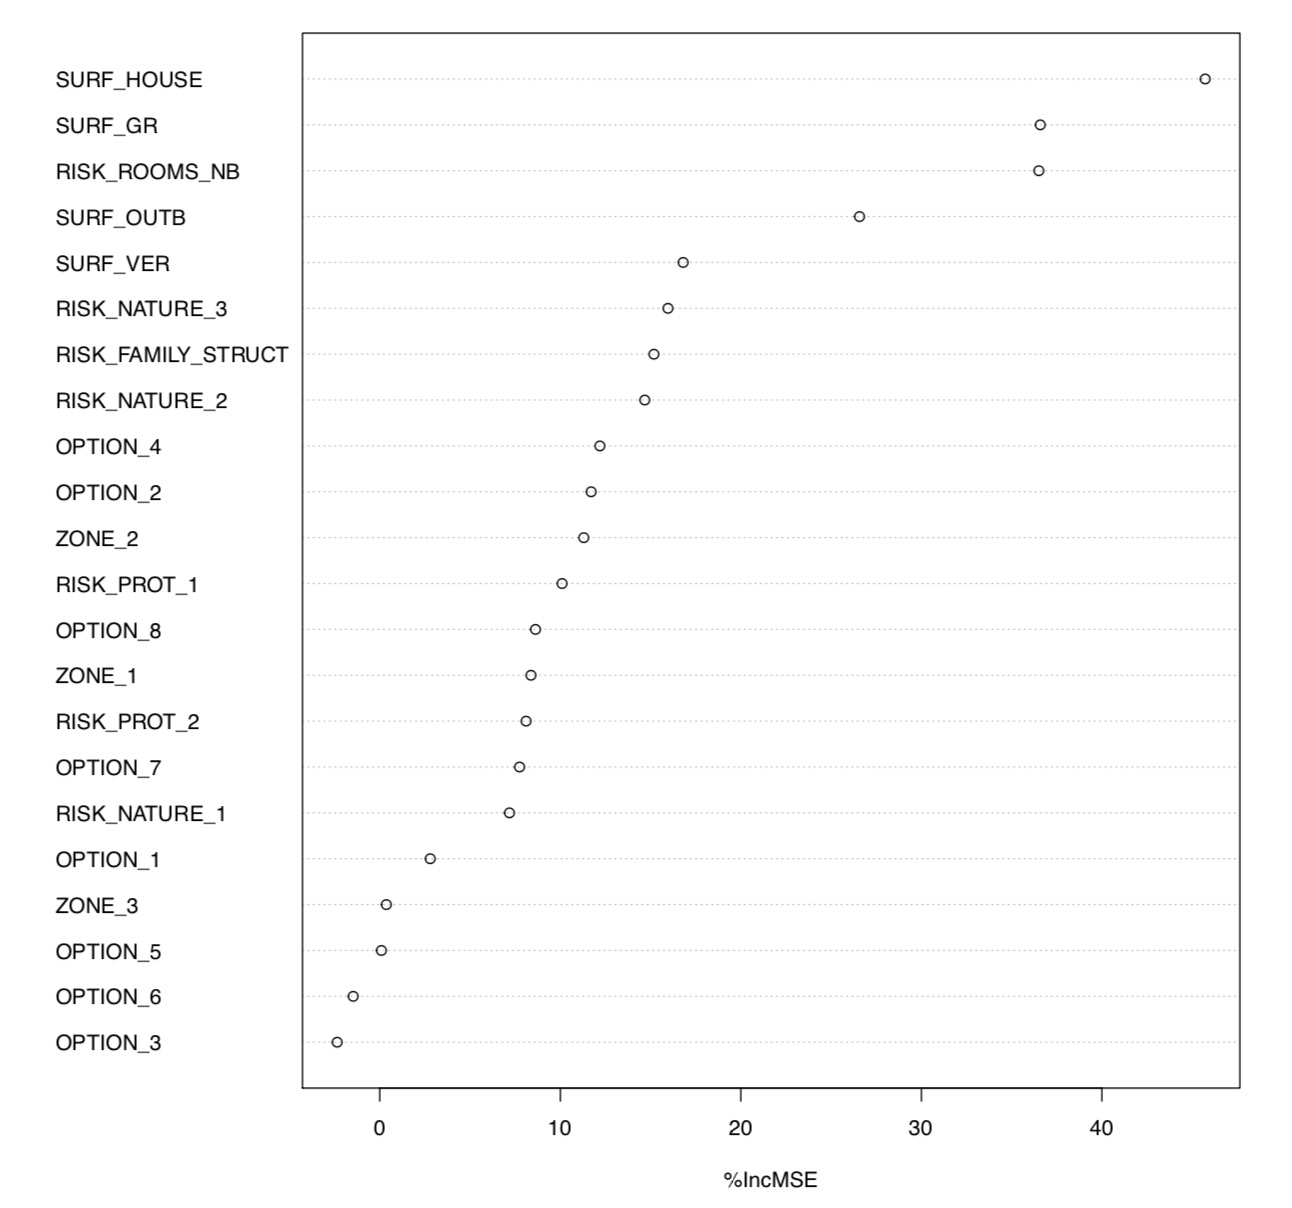 SURF_HOUSE
SURF_GR
RISK_ROOMS_NB
SURF_OUTB
SURF_VER
RISK_NATURE_3
RISK_FAMILY_STRUCT
RISK_NATURE_2
OPTION_4
OPTION_2
ZONE_2
RISK_PROT_1
OPTION_8
ZONE_1
RISK_PROT_2
OPTION_7
RISK_NATURE_1
OPTION_1
ZONE_3
OPTION_5
OPTION_6
OPTION_3
0 10 20 30 40
%IncMSE